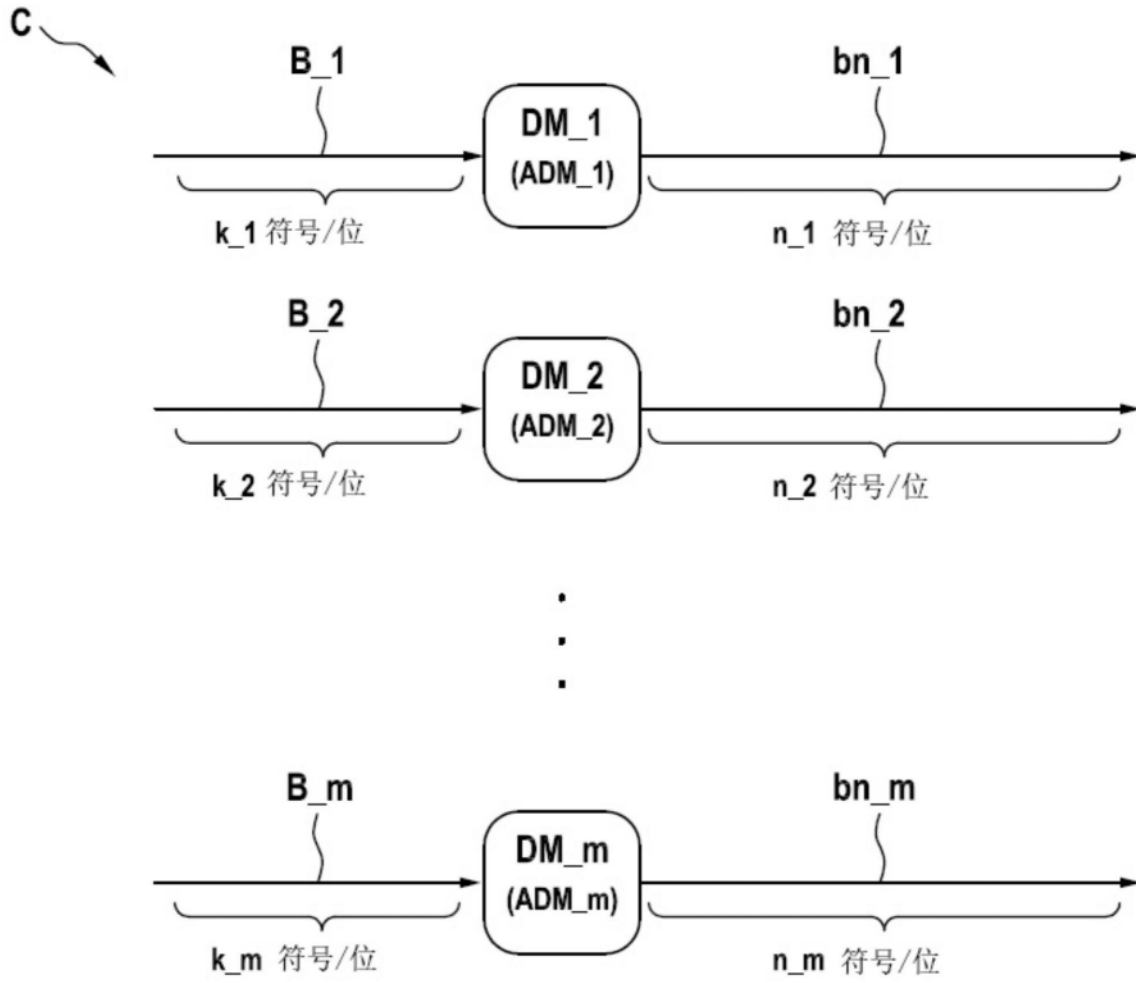 C
B_1
bn_1
DM_1
(ADM_1)
k_1 符号/位
n_1 符号/位
B_2
bn_2
DM_2
(ADM_2)
k_2 符号/位
n_2 符号/位
B_m
bn_m
DM_m
(ADM_m)
k_m 符号/位
n_m 符号/位